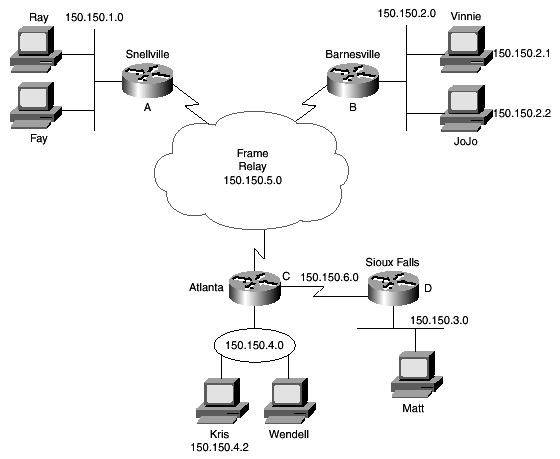 Ray
150.150.1.0
Snellville
A
Fay
150.150.2.0
Vinnie
Barnesville
150.150.2.1
B
150.150.2.2
JoJo
Frame
Relay
150.150.5.0
Atlanta
C
150.150.6.0
Sioux Falls
D
150.150.3.0
150.150.4.0
Matt
Kris
150.150.4.2
Wendell